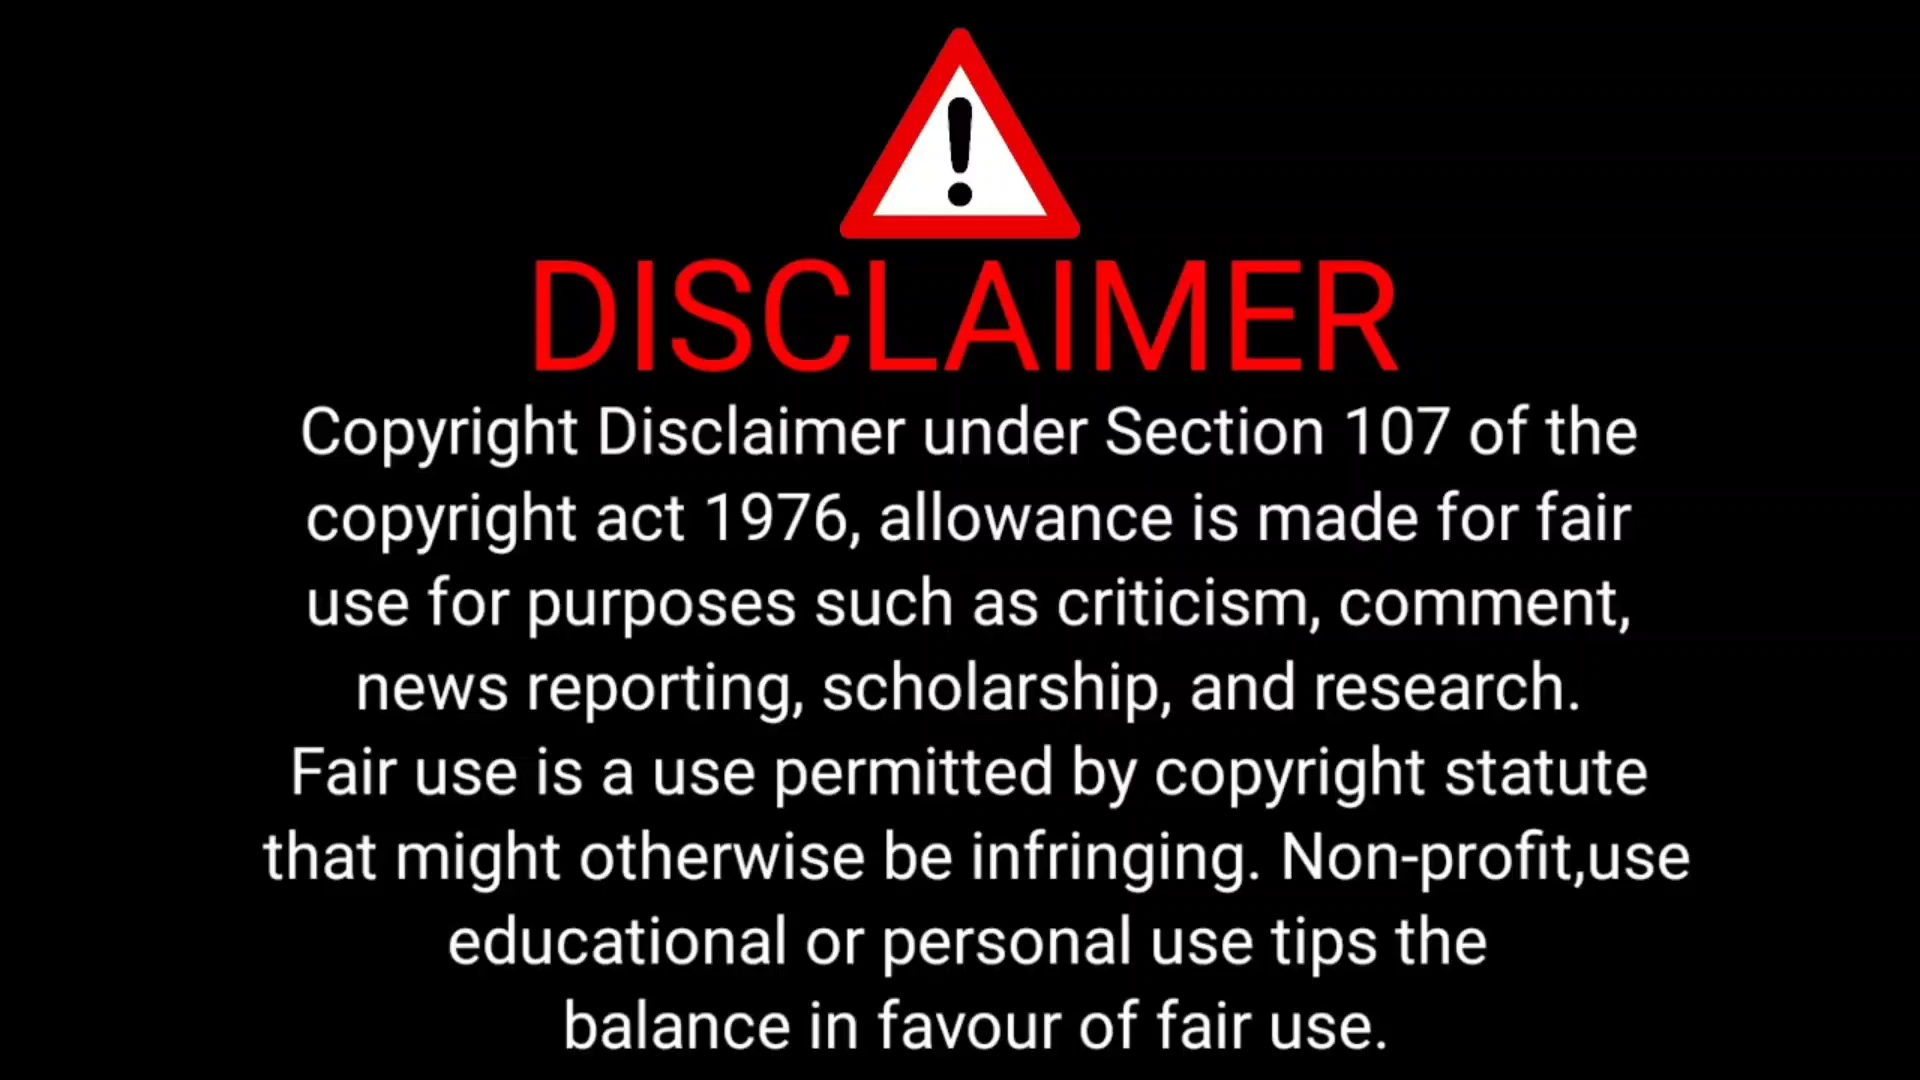 DISCLAIMER
Copyright Disclaimer under Section 107 of the
copyright act 1976, allowance is made for fair
use for purposes such as criticism, comment,
news reporting, scholarship, and research.
Fair use is a use permitted by copyright statute
that might otherwise be infringing. Non-profit,use
educational or personal use tips the
balance in favour of fair use.